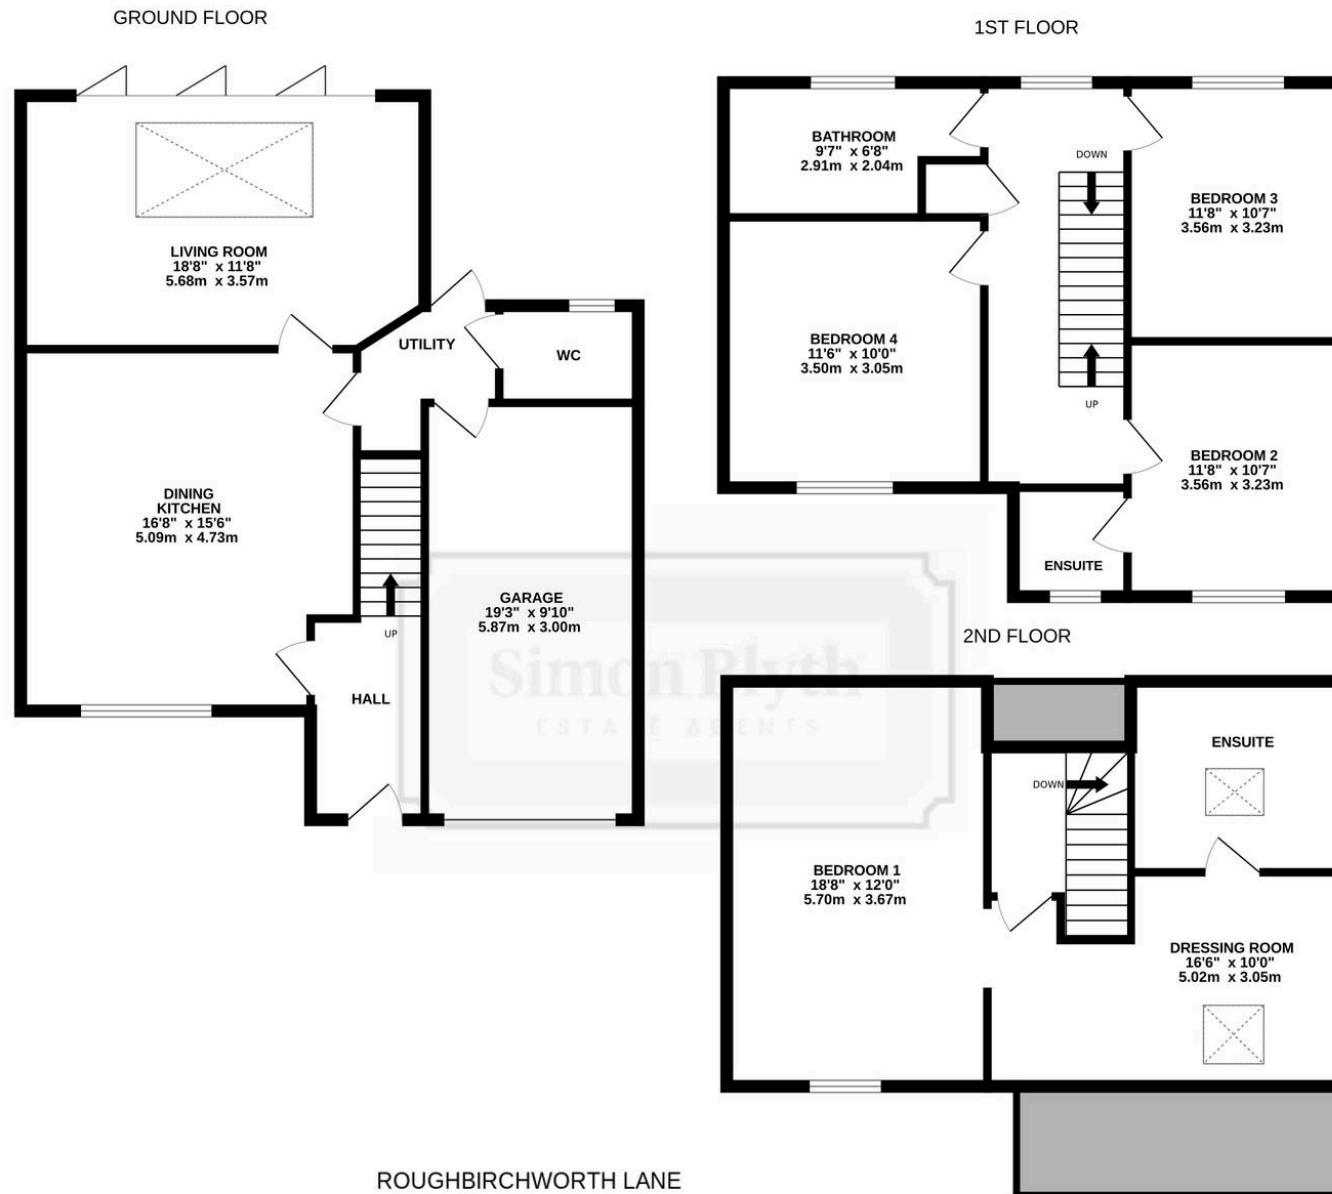 GROUND FLOOR
LIVING ROOM
18'8" x 11'8"
5.68m x 3.57m
UTILITY
WC
DINING
KITCHEN
16'8" x 15'6"
5.09m x 4.73m
UP
HALL
GARAGE
19'3" x 9'10"
5.87m x 3.00m
Simon Blyth
ESTATE AGENTS
1ST FLOOR
BATHROOM
9'7" x 6'8"
2.91m x 2.04m
DOWN
BEDROOM 3
11'8" x 10'7"
3.56m x 3.23m
BEDROOM 4
11'6" x 10'0"
3.50m x 3.05m
UP
BEDROOM 2
11'8" x 10'7"
3.56m x 3.23m
ENSUITE
2ND FLOOR
ENSUITE
DOWN
BEDROOM 1
18'8" x 12'0"
5.70m x 3.67m
DRESSING ROOM
16'6" x 10'0"
5.02m x 3.05m
ROUGHBIRCHWORTH LANE